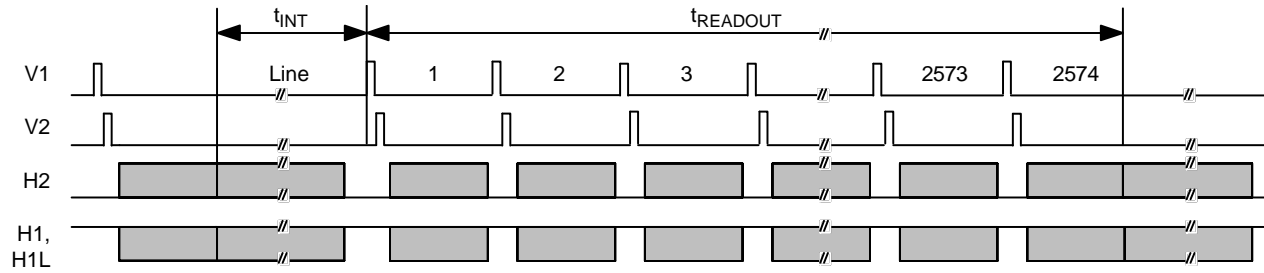 tINT tREADOUT
V1 Line 1 2 3 2573 2574
V2
H2
H1,
H1L